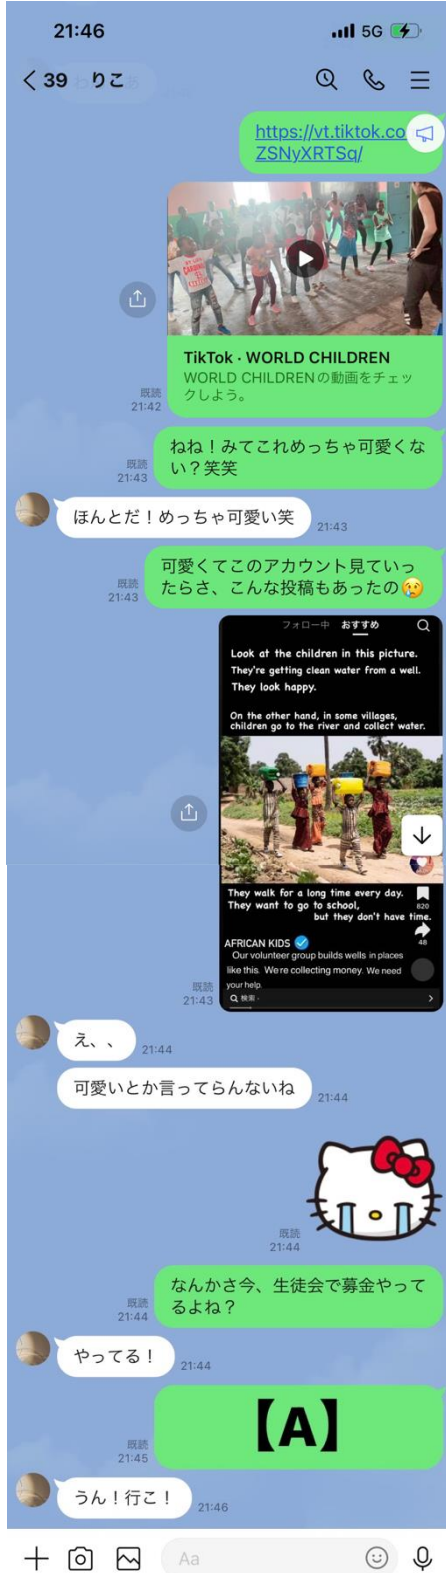 21:46
5G
39 りこ
https://vt.tiktok.co
ZSNyXRTSq/
TikTok · WORLD CHILDREN
WORLD CHILDRENの動画をチェッ
クしよう。
既読
21:42
ねね！みてこれめっちゃ可愛くな
い？笑笑
既読
21:43
ほんとだ！めっちゃ可愛い笑
21:43
可愛くてこのアカウント見ていっ
たらさ、こんな投稿もあったの😢
既読
21:43
フォロー中 おすすめ
Look at the children in this picture.
They're getting clean water from a well.
They look happy.
On the other hand, in some villages,
children go to the river and collect water.
They walk for a long time every day.
They want to go to school,
but they don't have time.
820
48
AFRICAN KIDS
Our volunteer group builds wells in places
like this. We're collecting money. We need
your help.
検索
既読
21:43
え、、
21:44
可愛いとか言ってらんないね
21:44
既読
21:44
なんかさ今、生徒会で募金やって
るよね？
既読
21:44
やってる！
21:44
【A】
既読
21:45
うん！行こ！
21:46
Aa